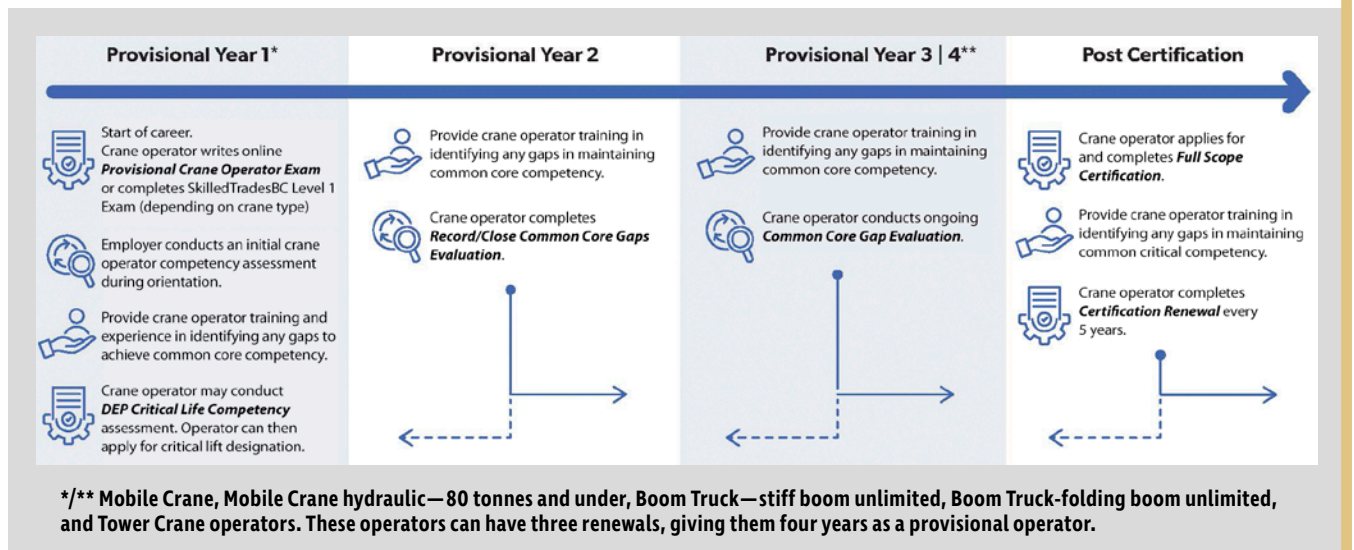 Provisional Year 1*
Start of career.
Crane operator writes online
Provisional Crane Operator Exam
or completes SkilledTradesBC Level 1
Exam (depending on crane type)
Employer conducts an initial crane
operator competency assessment
during orientation.
Provide crane operator training and
experience in identifying any gaps to
achieve common core competency.
Crane operator may conduct
DEP Critical Life Competency
assessment. Operator can then
apply for critical lift designation.
Provisional Year 2
Provide crane operator training in
identifying any gaps in maintaining
common core competency.
Crane operator completes
Record/Close Common Core Gaps
Evaluation.
Provisional Year 3 | 4**
Provide crane operator training in
identifying any gaps in maintaining
common core competency.
Crane operator conducts ongoing
Common Core Gap Evaluation.
Post Certification
Crane operator applies for
and completes Full Scope
Certification.
Provide crane operator training in
identifying any gaps in maintaining
common critical competency.
Crane operator completes
Certification Renewal every
5 years.
*/** Mobile Crane, Mobile Crane hydraulic—80 tonnes and under, Boom Truck—stiff boom unlimited, Boom Truck-folding boom unlimited,
and Tower Crane operators. These operators can have three renewals, giving them four years as a provisional operator.